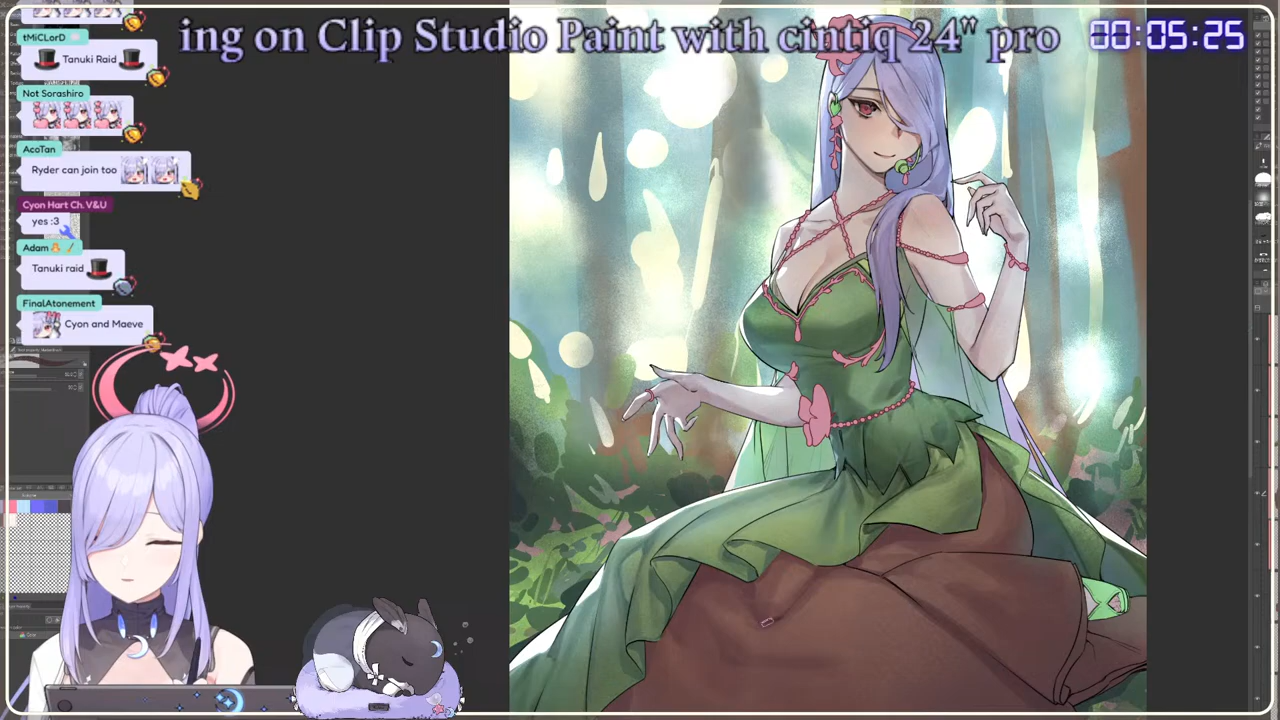 ing on Clip Studio Paint with cintiq 24" pro
00:05:25
tMiCLorD
Tanuki Raid
Not Sorashiro
AcoTan
Ryder can join too
Cyon Hart Ch. V&U
yes :3
Adam
Tanuki raid
FinalAtonement
Cyon and Maeve